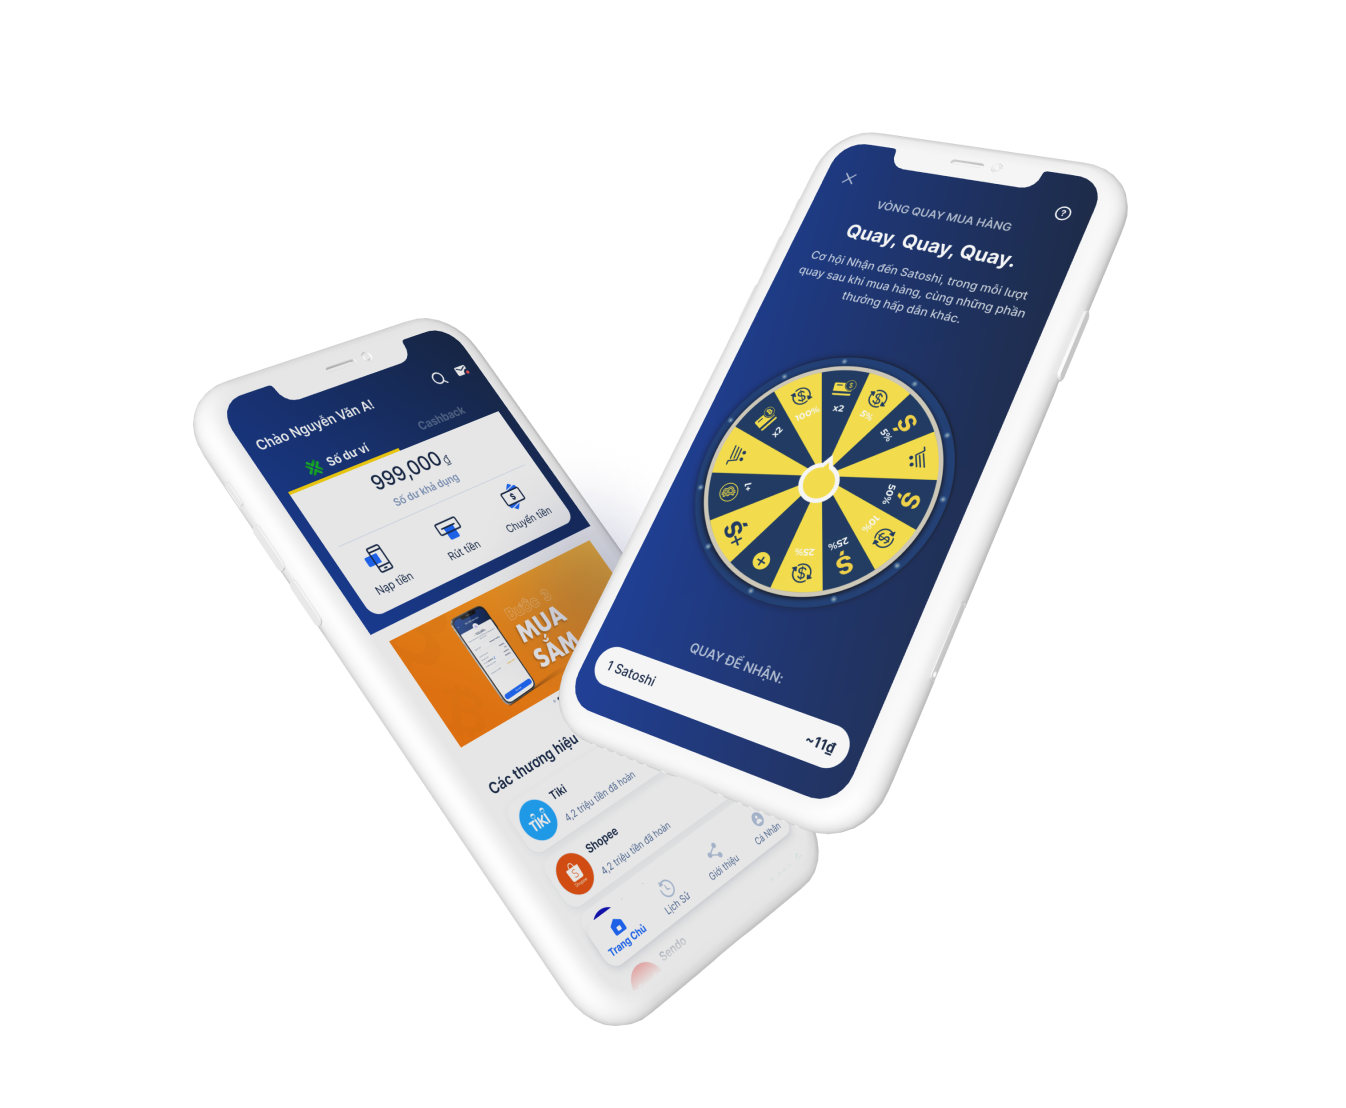 Chào Nguyễn Văn A!
Số dư ví
Cashback
999,000₫
Số dư khả dụng
Nạp tiền
Rút tiền
Chuyển tiền
Bước 3
MUA
SẮM
Các thương hiệu
Tiki
4,2 triệu tiền đã hoàn
TIKI
Shopee
4,2 triệu tiền đã hoàn
Trang Chủ
Lịch Sử
Giới thiệu
Cá Nhân
Sendo
VÒNG QUAY MUA HÀNG
Quay, Quay, Quay.
Cơ hội Nhận đến Satoshi, trong mỗi lượt
quay sau khi mua hàng, cùng những phần
thưởng hấp dẫn khác.
x2
5%
5%
50%
10%
25%
25%
L+
x2
100%
QUAY ĐỂ NHẬN:
1 Satoshi
~11₫